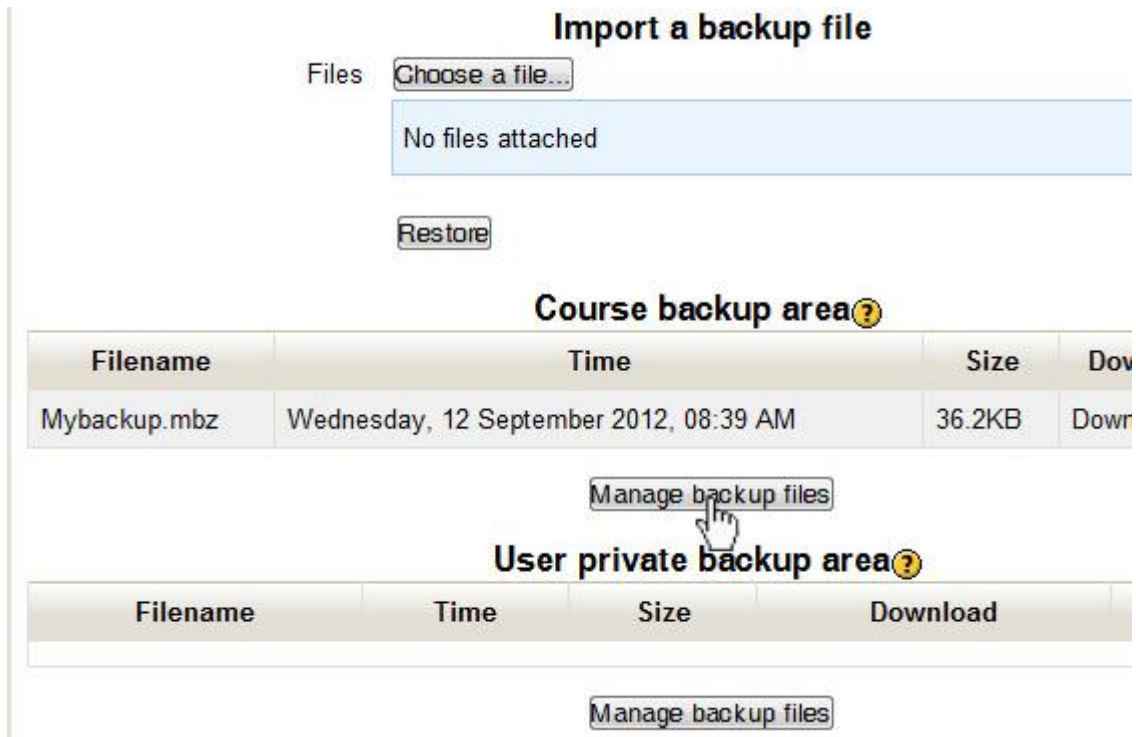 Import a backup file
Files Choose a file...
No files attached
Restore
Course backup area?
Filename Time Size Dov
Mybackup.mbz Wednesday, 12 September 2012, 08:39 AM 36.2KB Down
Manage backup files
User private backup area?
Filename Time Size Download
Manage backup files